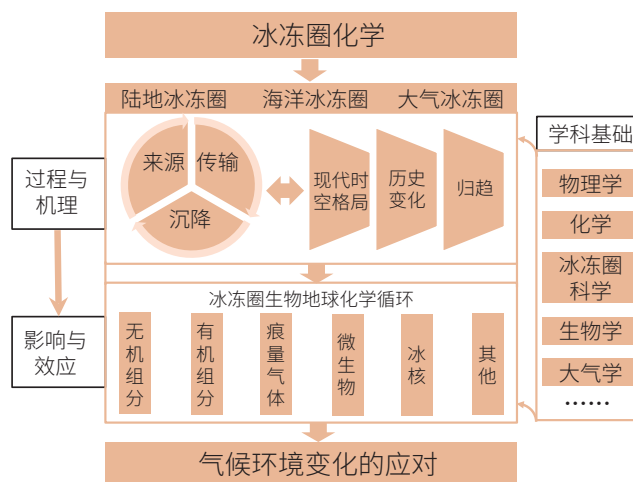 冰冻圈化学
陆地冰冻圈 海洋冰冻圈 大气冰冻圈
学科基础
过程与
机理
来源 传输
沉降
现代时
空格局
历史
变化
归趋
物理学
化学
冰冻圈
科学
生物学
大气学
……
冰冻圈生物地球化学循环
影响与
效应
无机组分
有机组分
痕量气体
微生物
冰核
其他
气候环境变化的应对